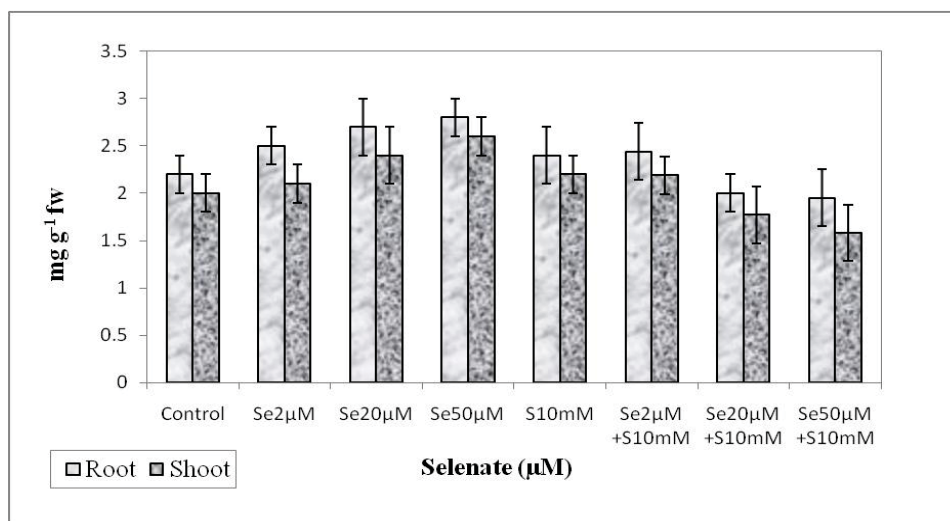 3.5
3
2.5
2
1.5
1
0.5
0
mg g⁻¹ fw
Control Se2µM Se20µM Se50µM S10mM Se2µM +S10mM Se20µM +S10mM Se50µM +S10mM
Selenate (µM)
Root Shoot